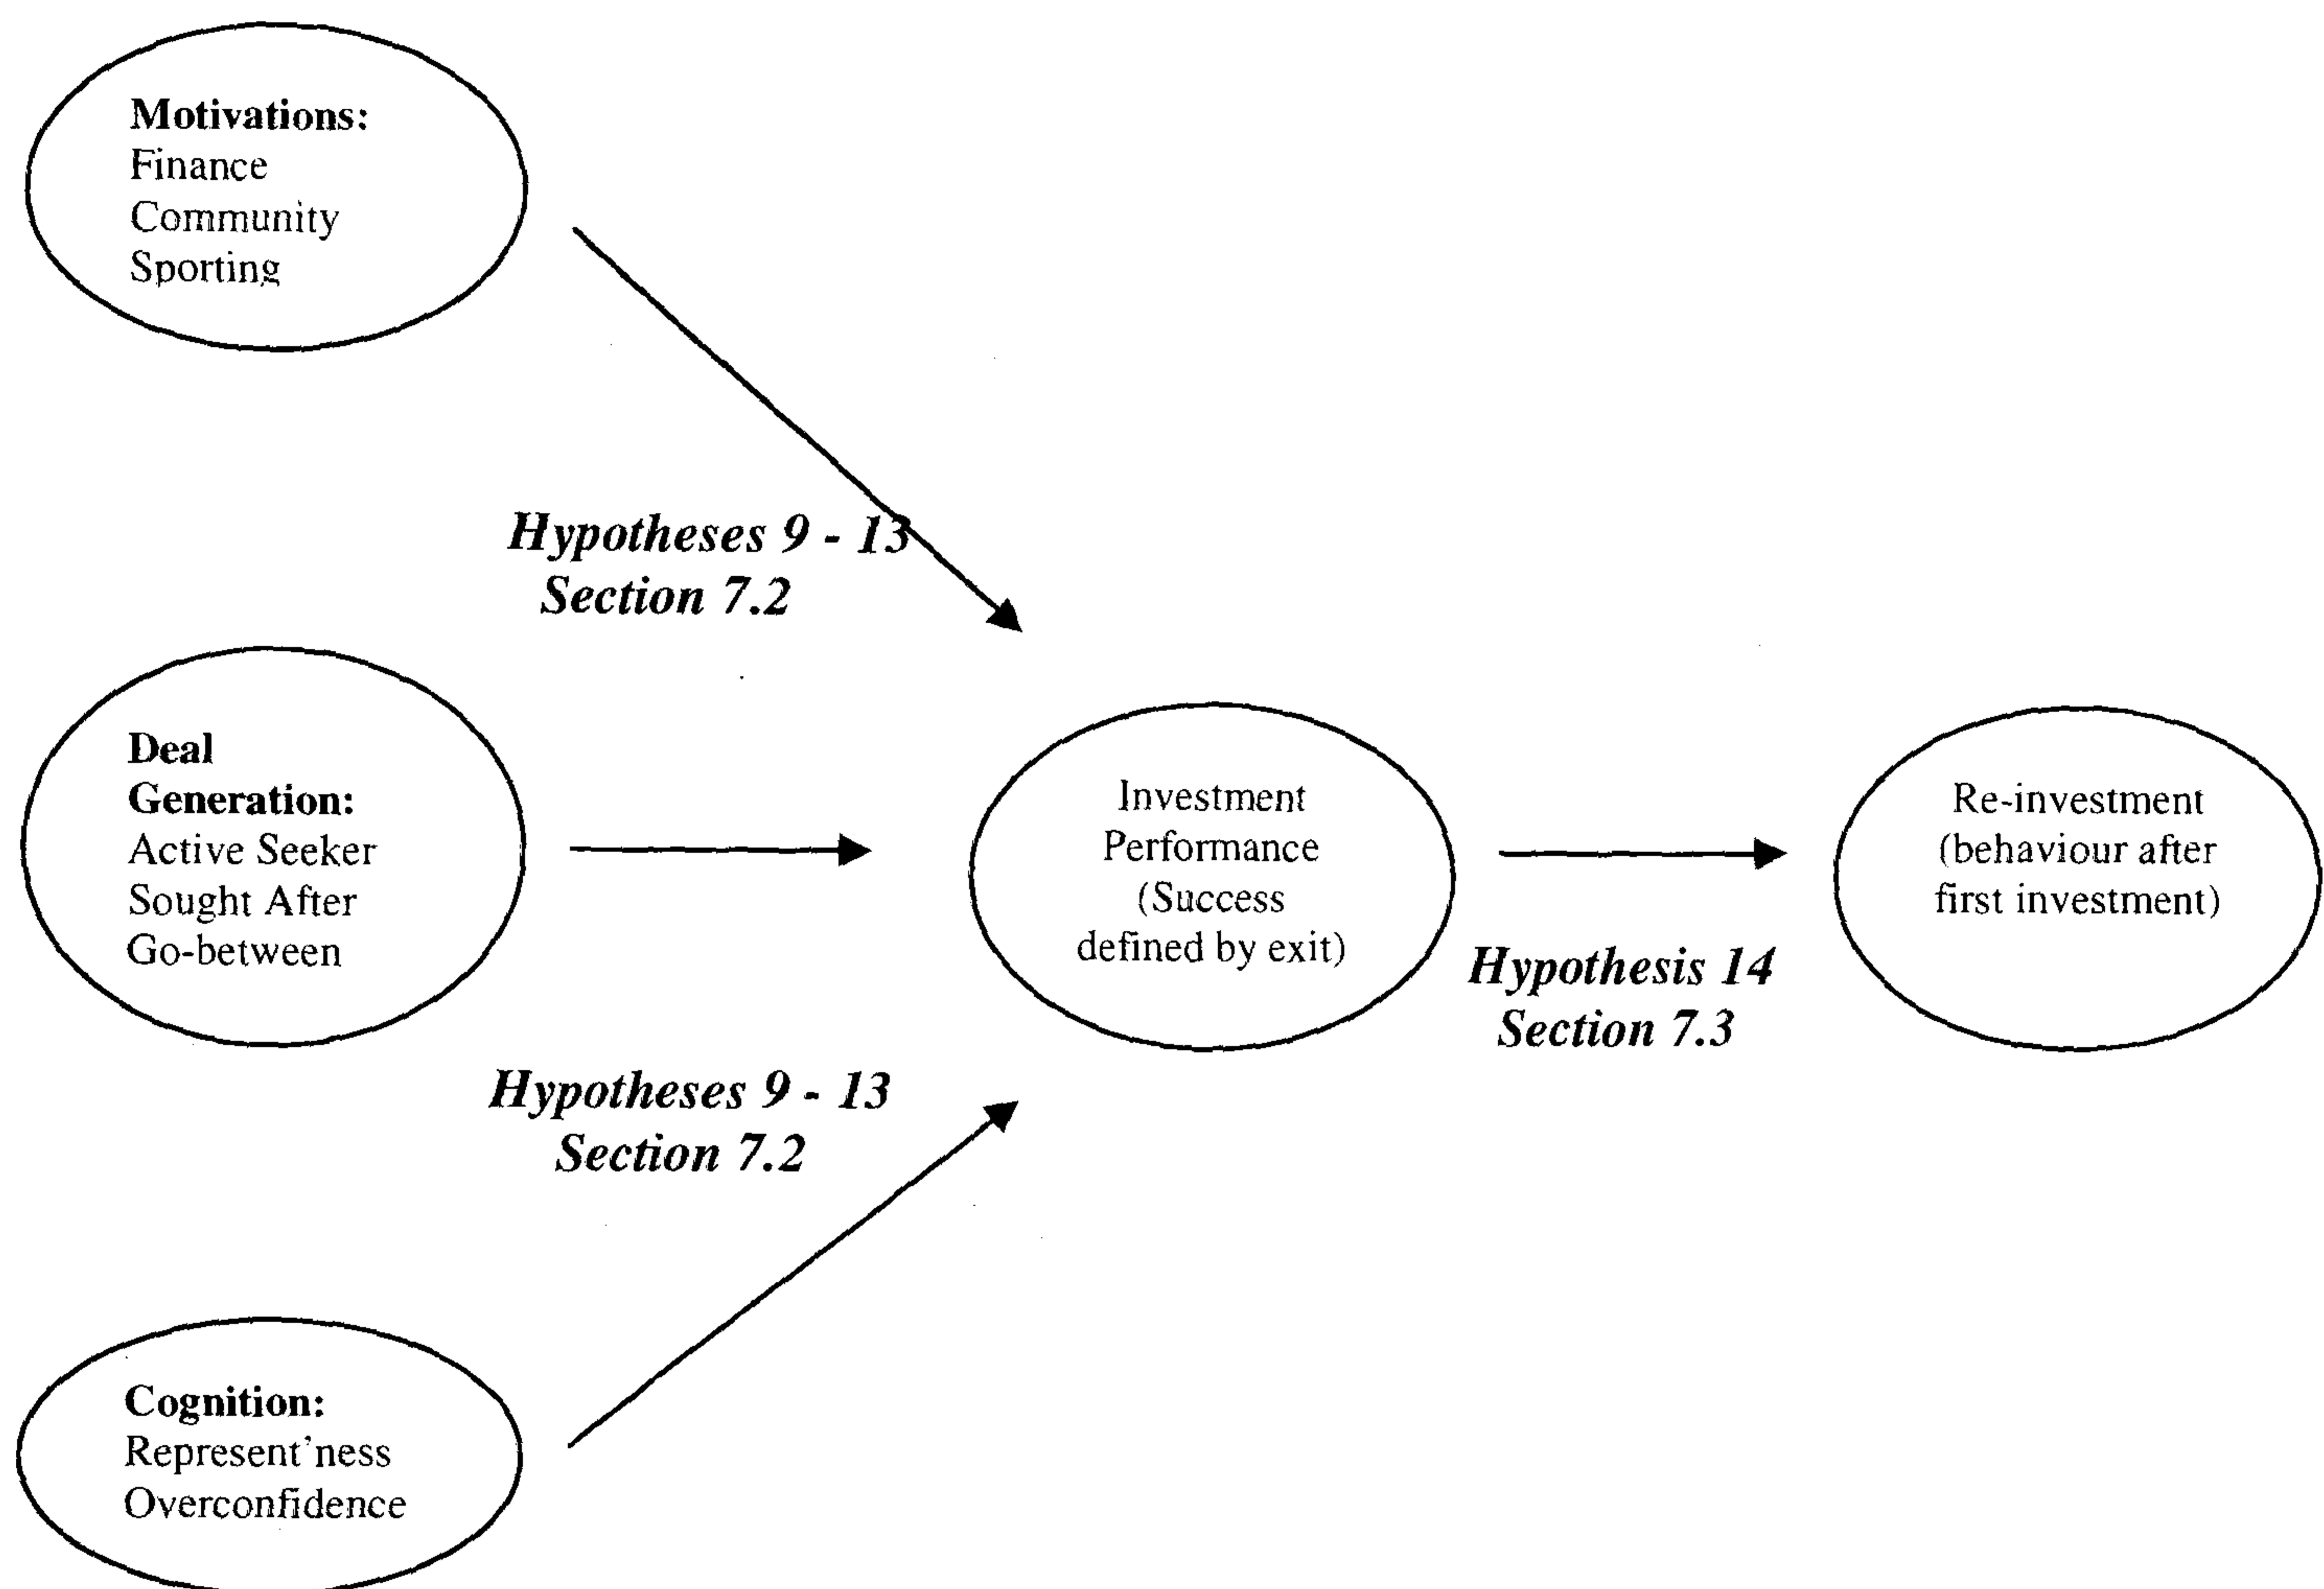 Motivations:
Finance
Community
Sporting
Hypotheses 9 - 13
Section 7.2
Deal
Generation:
Active Seeker
Sought After
Go-between
Investment
Performance
(Success
defined by exit)
Re-investment
(behaviour after
first investment)
Hypothesis 14
Section 7.3
Hypotheses 9 - 13
Section 7.2
Cognition:
Represent'ness
Overconfidence